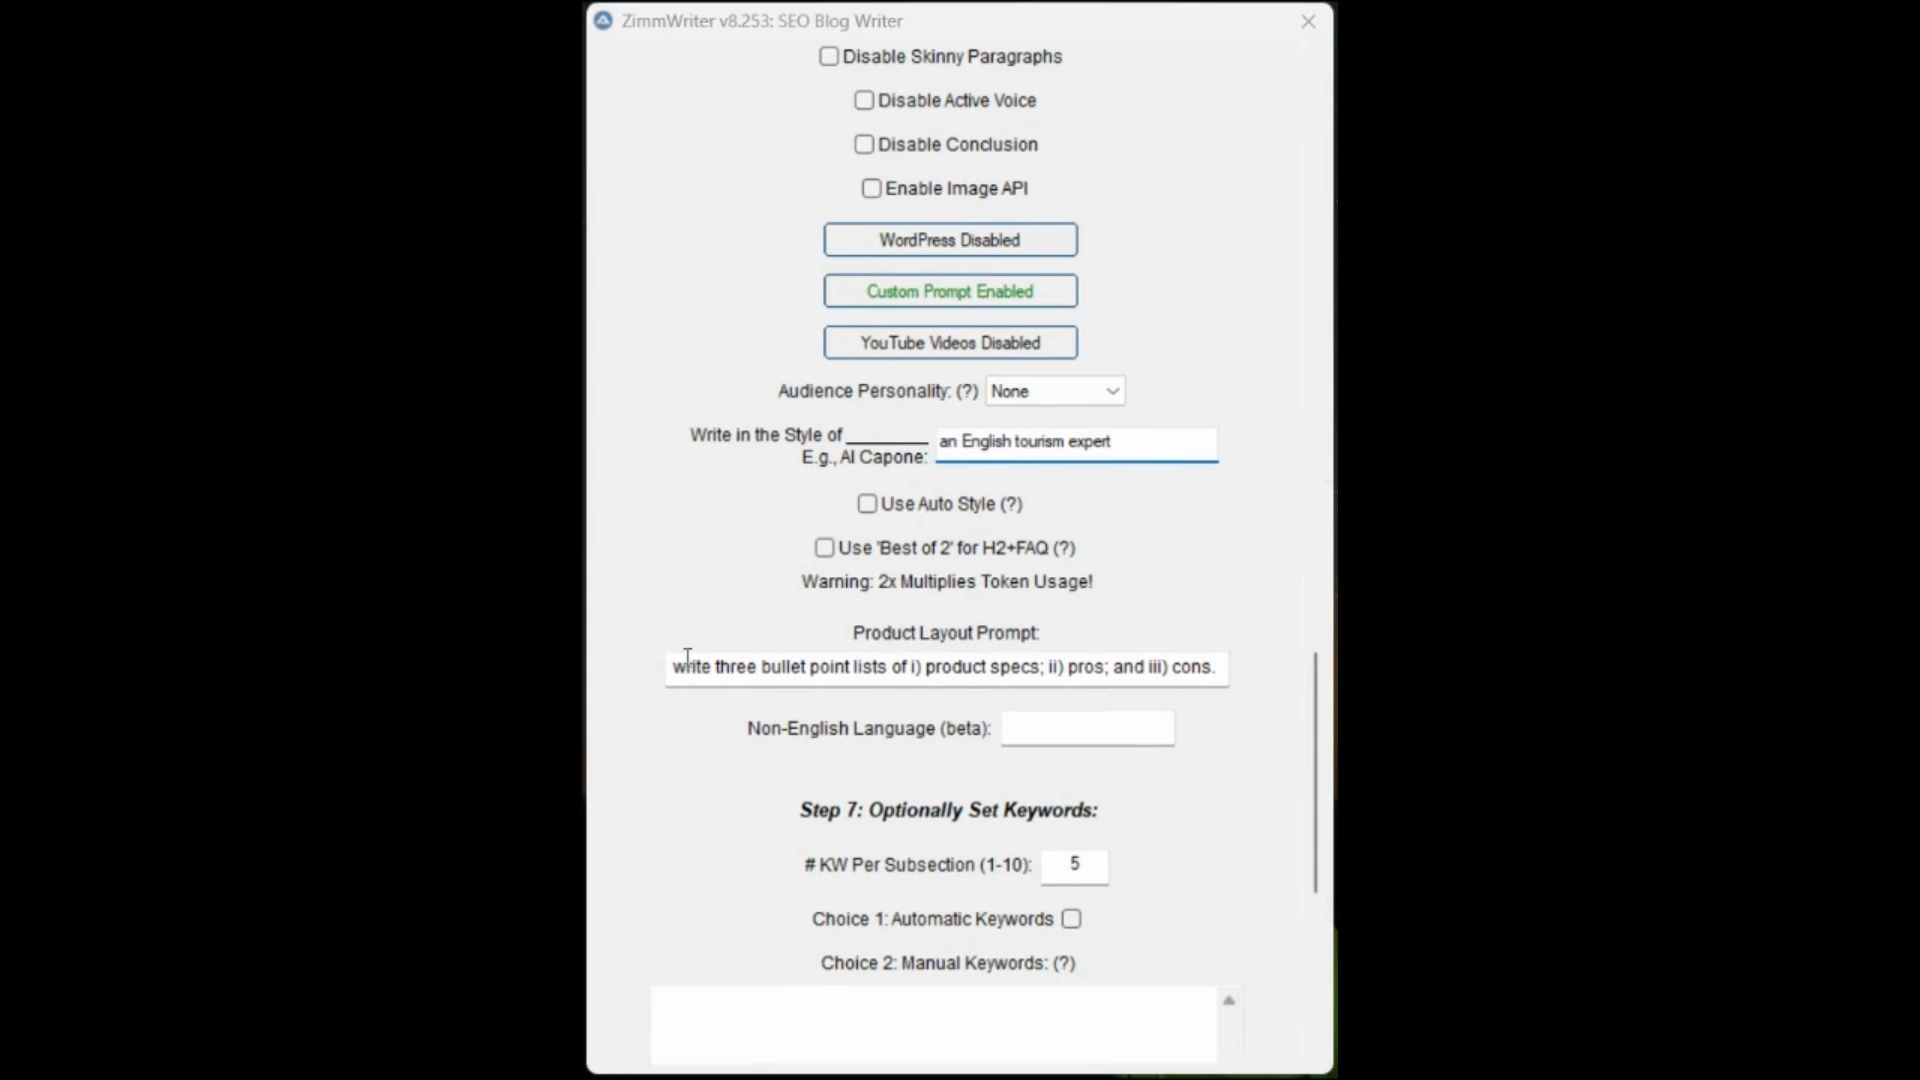 ZimmWriter v8.253: SEO Blog Writer
Disable Skinny Paragraphs
Disable Active Voice
Disable Conclusion
Enable Image API
WordPress Disabled
Custom Prompt Enabled
YouTube Videos Disabled
Audience Personality: (?) None
Write in the Style of ________ an English tourism expert
E.g., Al Capone:
Use Auto Style (?)
Use 'Best of 2' for H2+FAQ (?)
Warning: 2x Multiplies Token Usage!
Product Layout Prompt:
write three bullet point lists of i) product specs; ii) pros; and iii) cons.
Non-English Language (beta):
Step 7: Optionally Set Keywords:
# KW Per Subsection (1-10): 5
Choice 1: Automatic Keywords
Choice 2: Manual Keywords: (?)